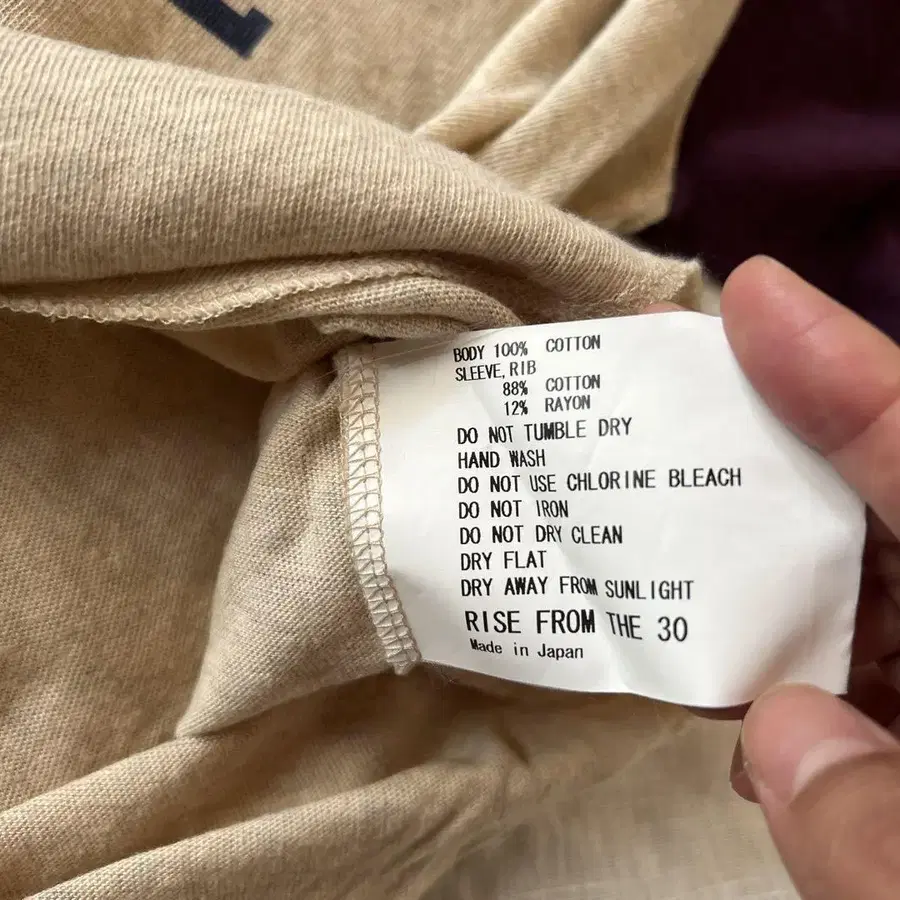 BODY 100% COTTON
SLEEVE, RIB
88% COTTON
12% RAYON
DO NOT TUMBLE DRY
HAND WASH
DO NOT USE CHLORINE BLEACH
DO NOT IRON
DO NOT DRY CLEAN
DRY FLAT
DRY AWAY FROM SUNLIGHT
RISE FROM THE 30
Made in Japan